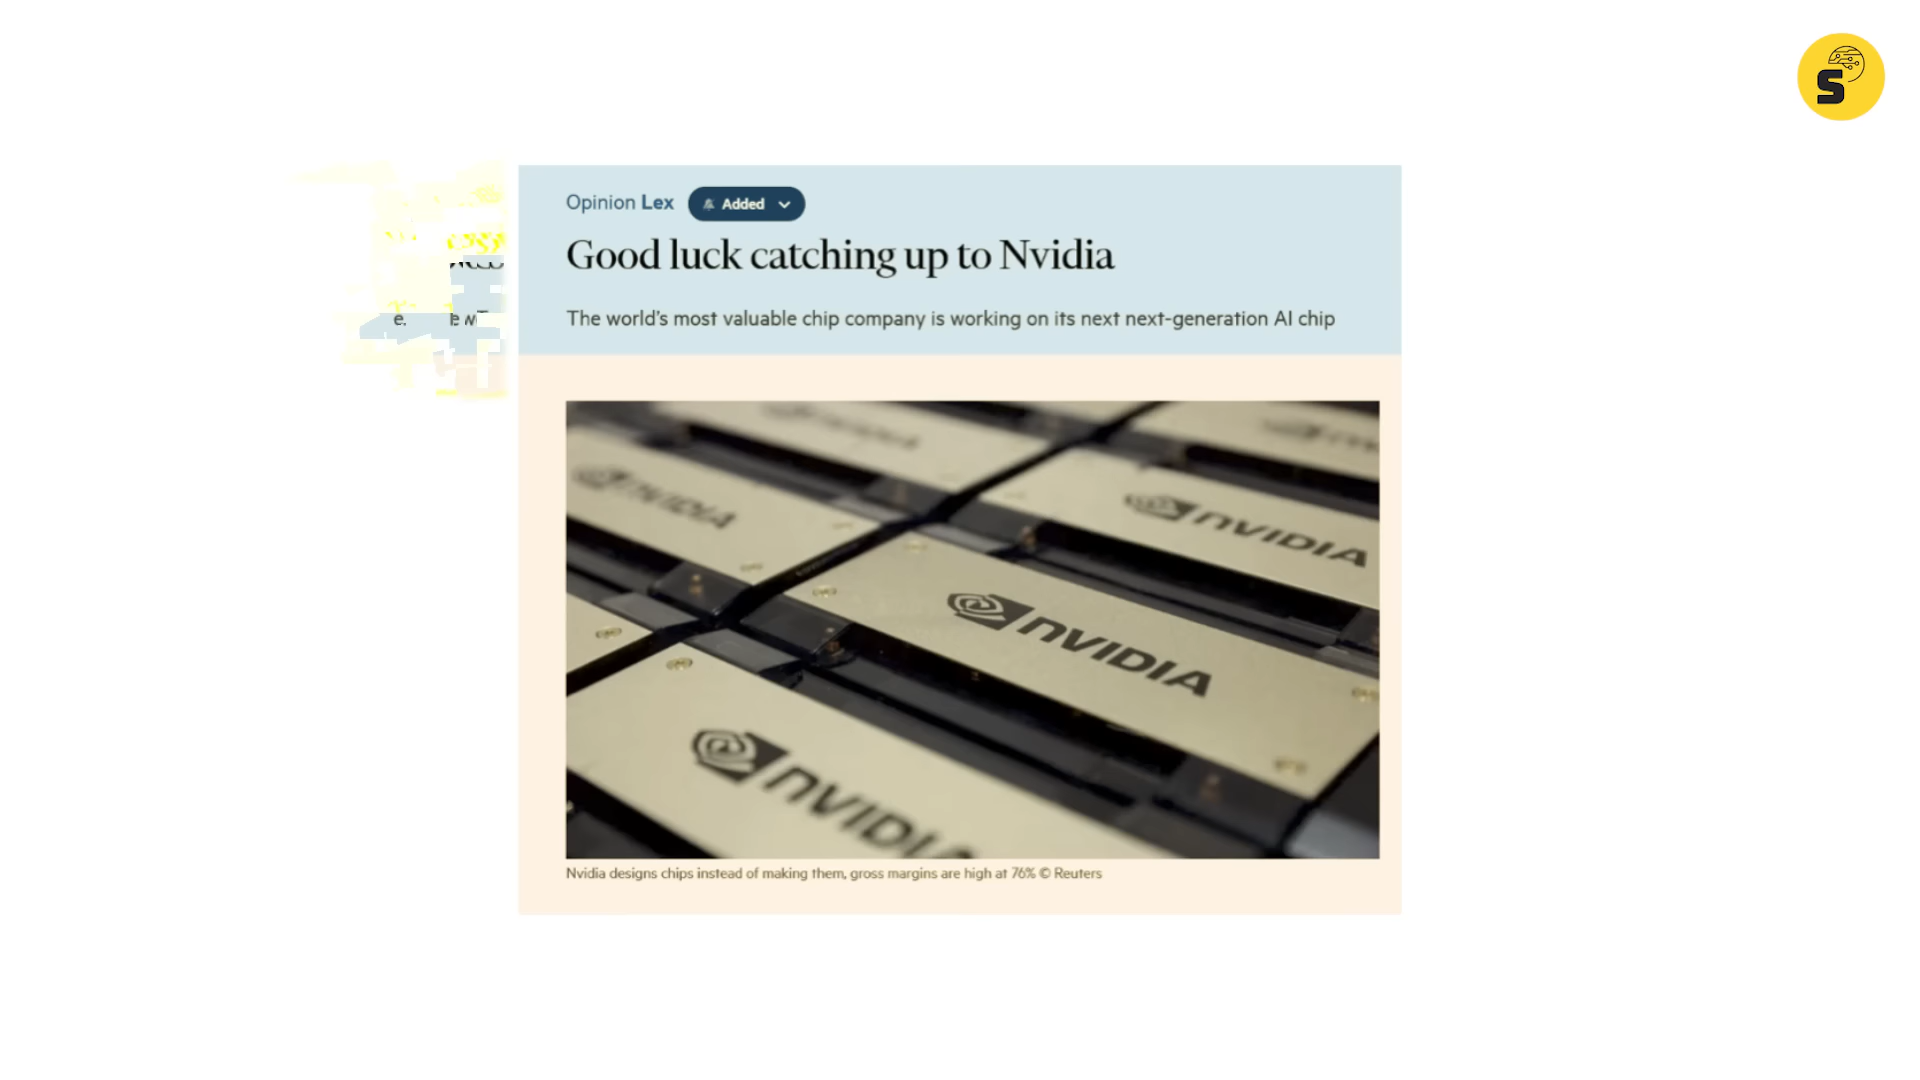 S
Opinion Lex
Added
Good luck catching up to Nvidia
The world's most valuable chip company is working on its next next-generation AI chip
NVIDIA
NVIDIA
NVIDIA
NVIDIA
Nvidia designs chips instead of making them, gross margins are high at 76% © Reuters